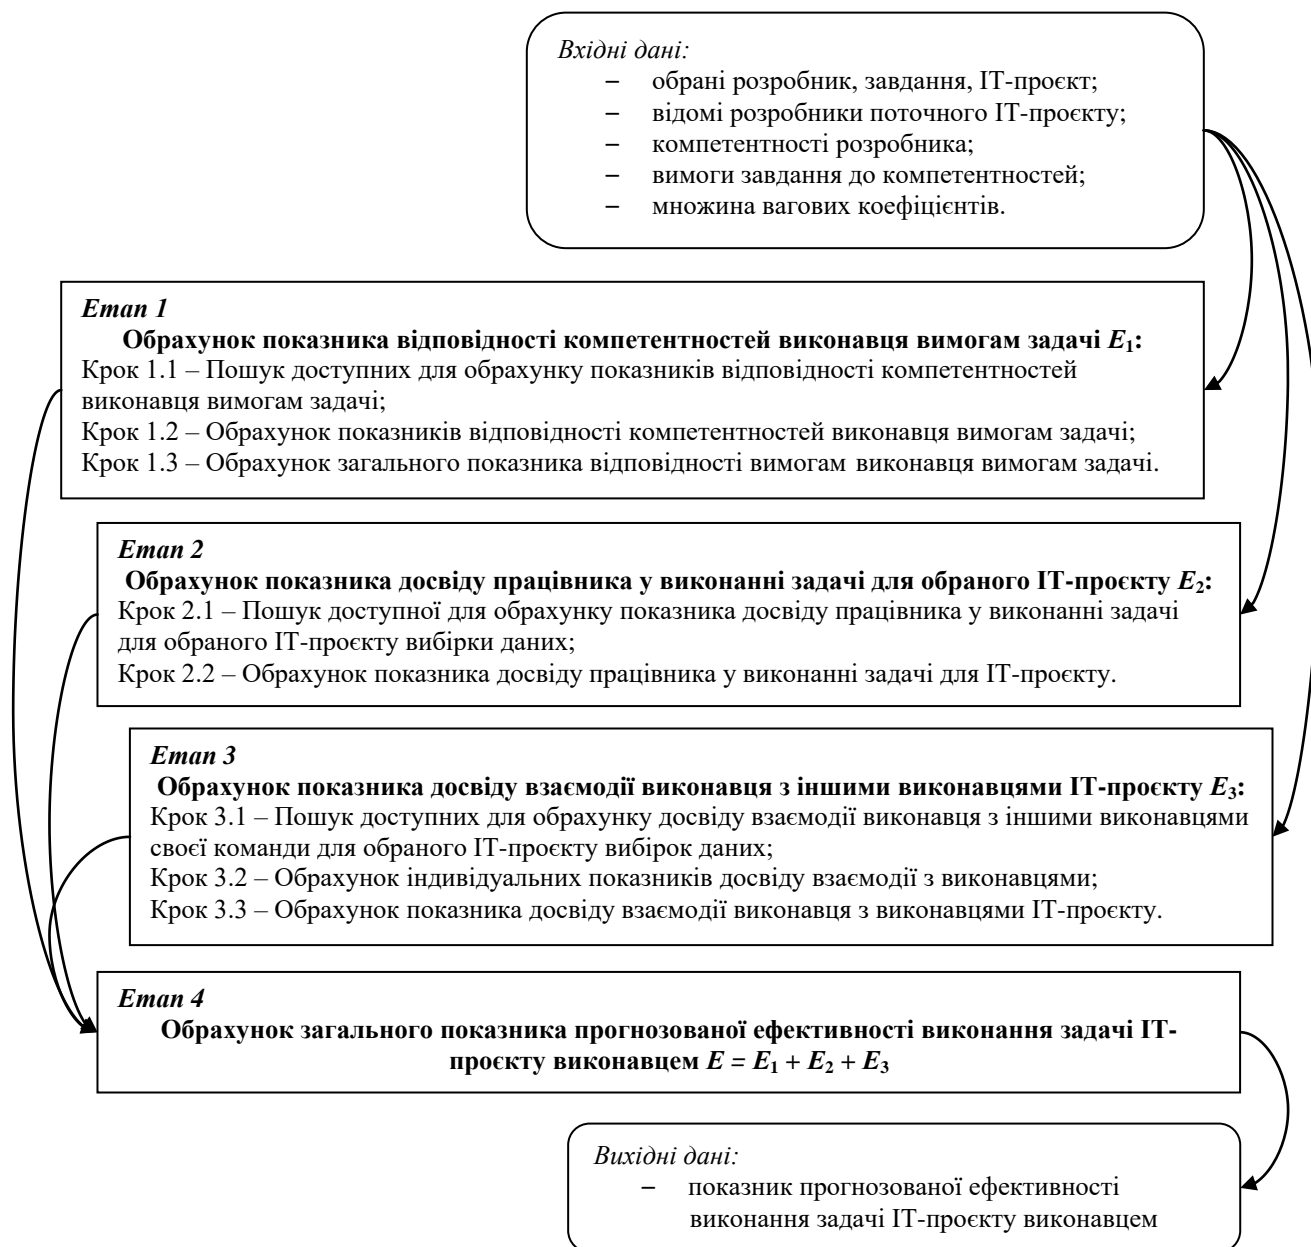 Вхідні дані:
– обрані розробник, завдання, ІТ-проєкт;
– відомі розробники поточного ІТ-проєкту;
– компетентності розробника;
– вимоги завдання до компетентностей;
– множина вагових коефіцієнтів.
Етап 1
Обрахунок показника відповідності компетентностей виконавця вимогам задачі E₁:
Крок 1.1 – Пошук доступних для обрахунку показників відповідності компетентностей
виконавця вимогам задачі;
Крок 1.2 – Обрахунок показників відповідності компетентностей виконавця вимогам задачі;
Крок 1.3 – Обрахунок загального показника відповідності вимогам виконавця вимогам задачі.
Етап 2
Обрахунок показника досвіду працівника у виконанні задачі для обраного ІТ-проєкту E₂:
Крок 2.1 – Пошук доступної для обрахунку показника досвіду працівника у виконанні задачі
для обраного ІТ-проєкту вибірки даних;
Крок 2.2 – Обрахунок показника досвіду працівника у виконанні задачі для ІТ-проєкту.
Етап 3
Обрахунок показника досвіду взаємодії виконавця з іншими виконавцями ІТ-проєкту E₃:
Крок 3.1 – Пошук доступних для обрахунку досвіду взаємодії виконавця з іншими виконавцями
своєї команди для обраного ІТ-проєкту вибірок даних;
Крок 3.2 – Обрахунок індивідуальних показників досвіду взаємодії з виконавцями;
Крок 3.3 – Обрахунок показника досвіду взаємодії виконавця з виконавцями ІТ-проєкту.
Етап 4
Обрахунок загального показника прогнозованої ефективності виконання задачі ІТ-
проєкту виконавцем E = E₁ + E₂ + E₃
Вихідні дані:
– показник прогнозованої ефективності
виконання задачі ІТ-проєкту виконавцем